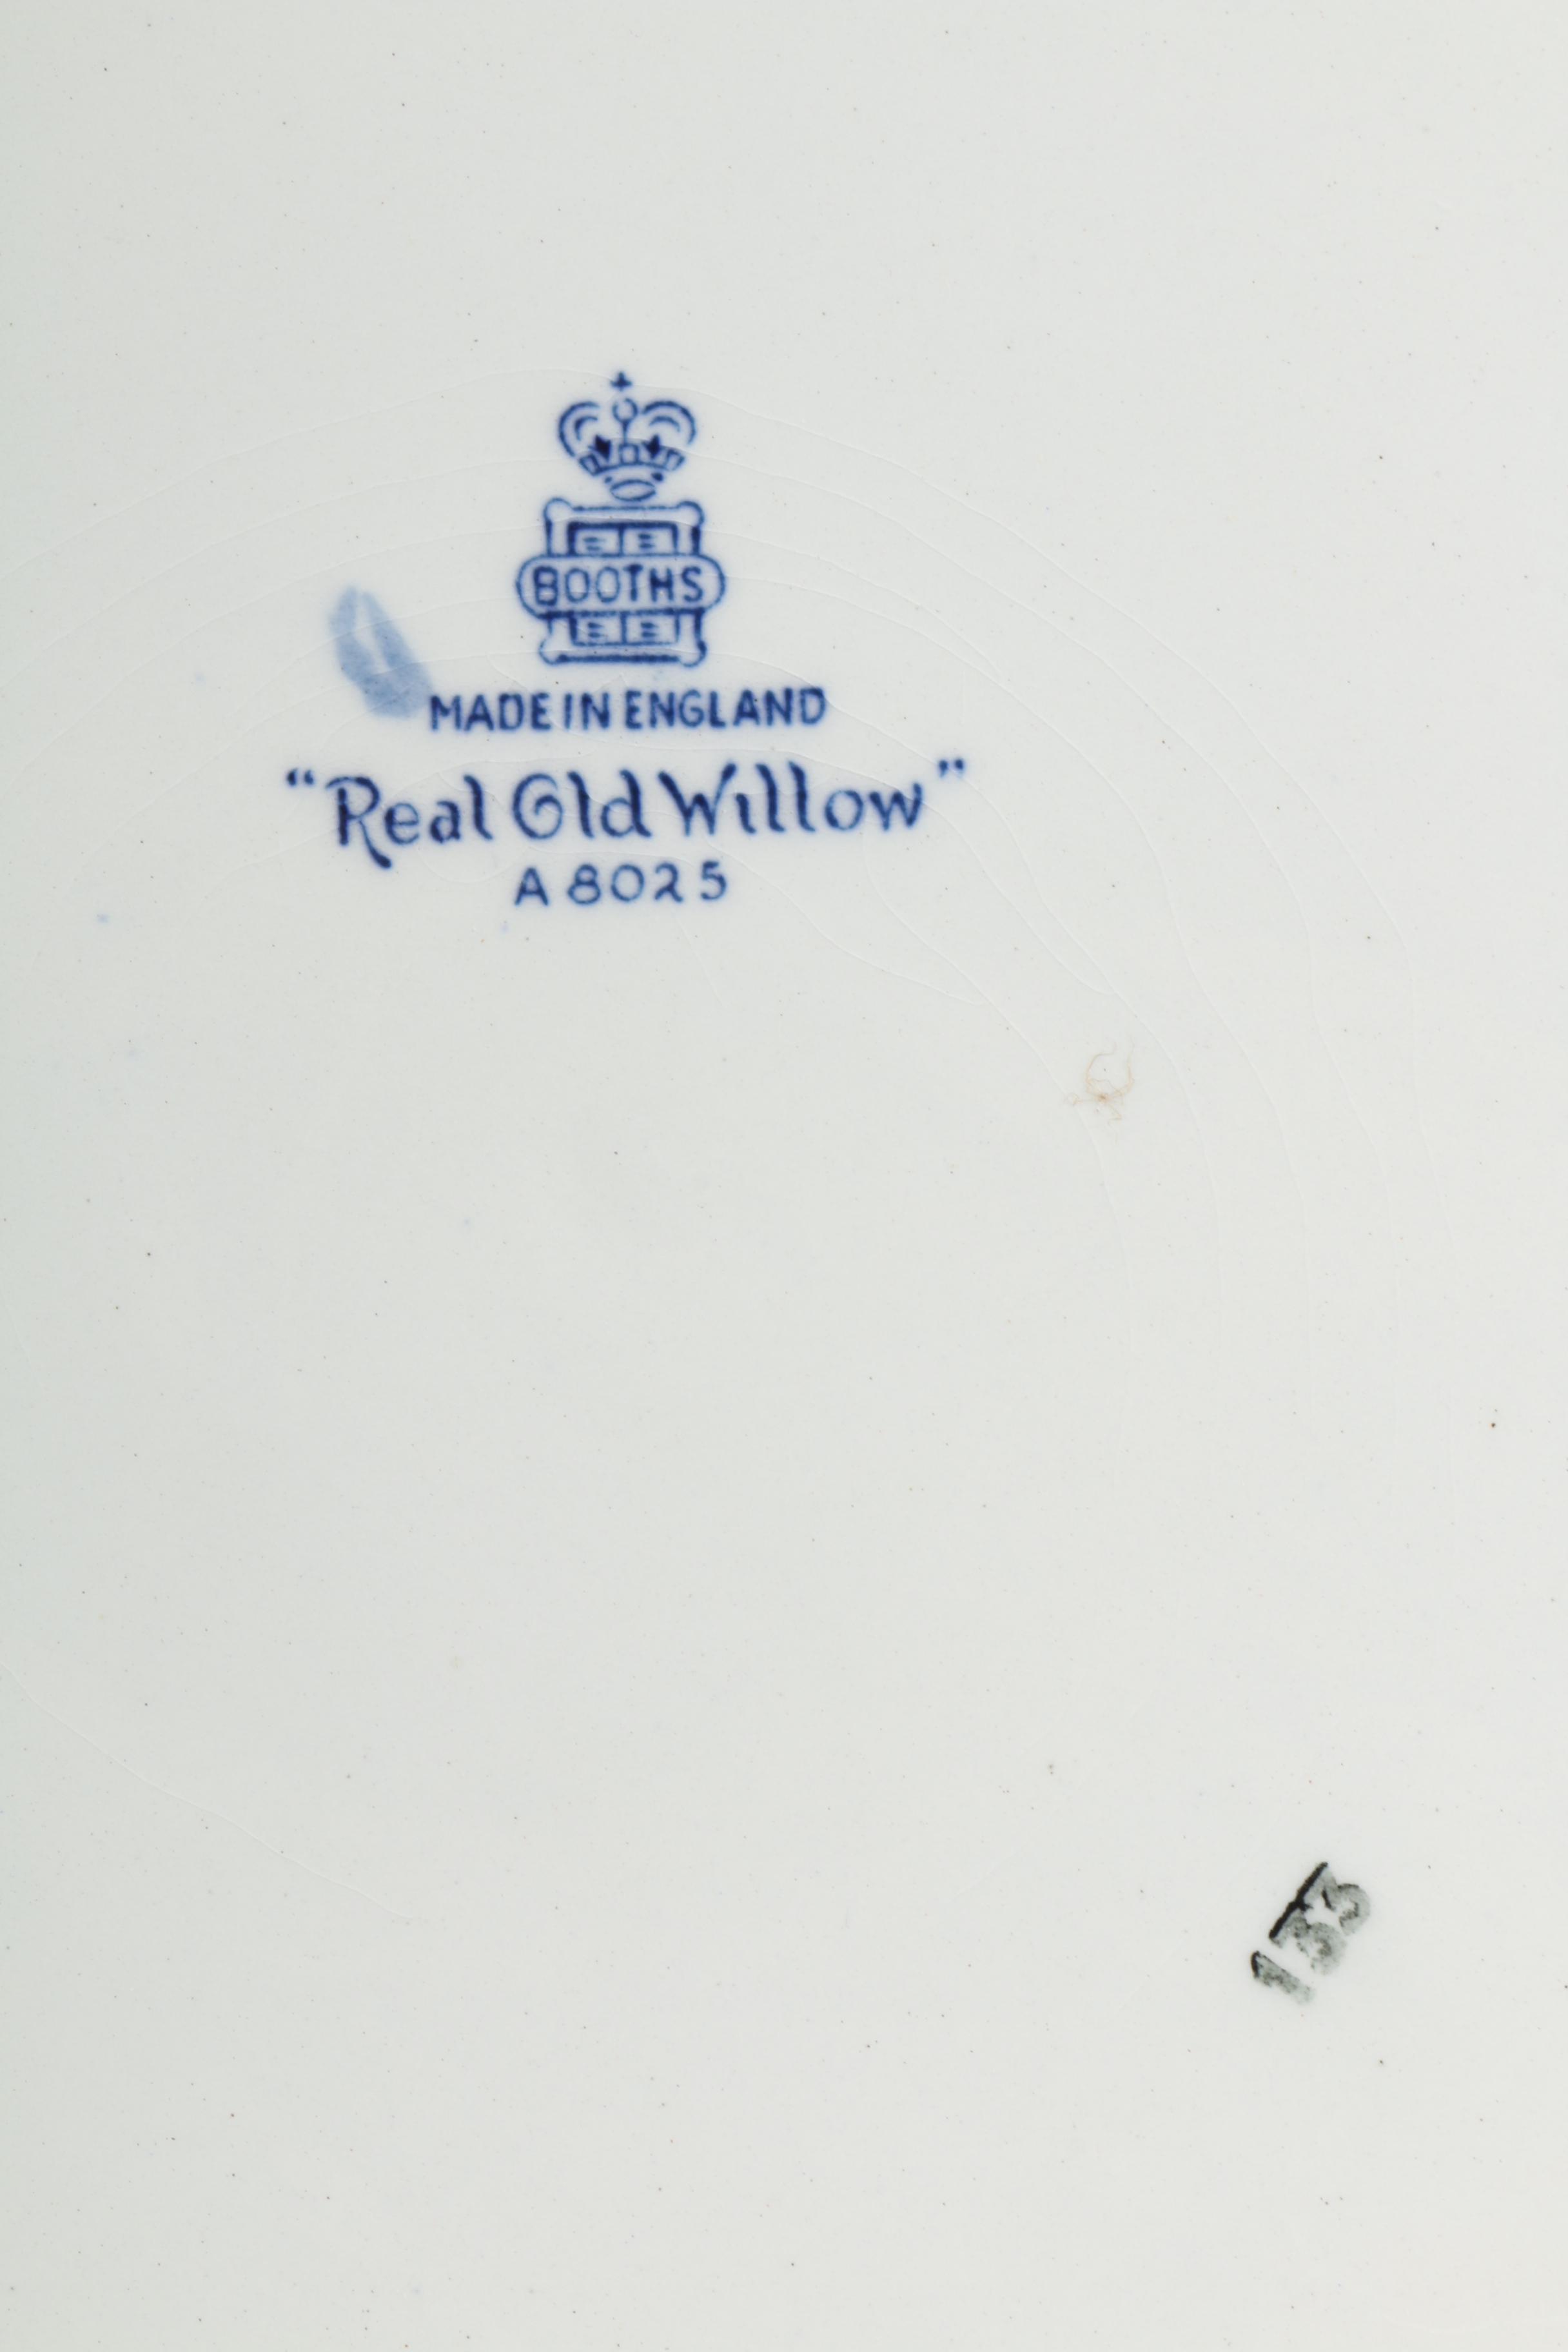 BOOTHS
MADE IN ENGLAND
“Real Old Willow”
A 8025
133